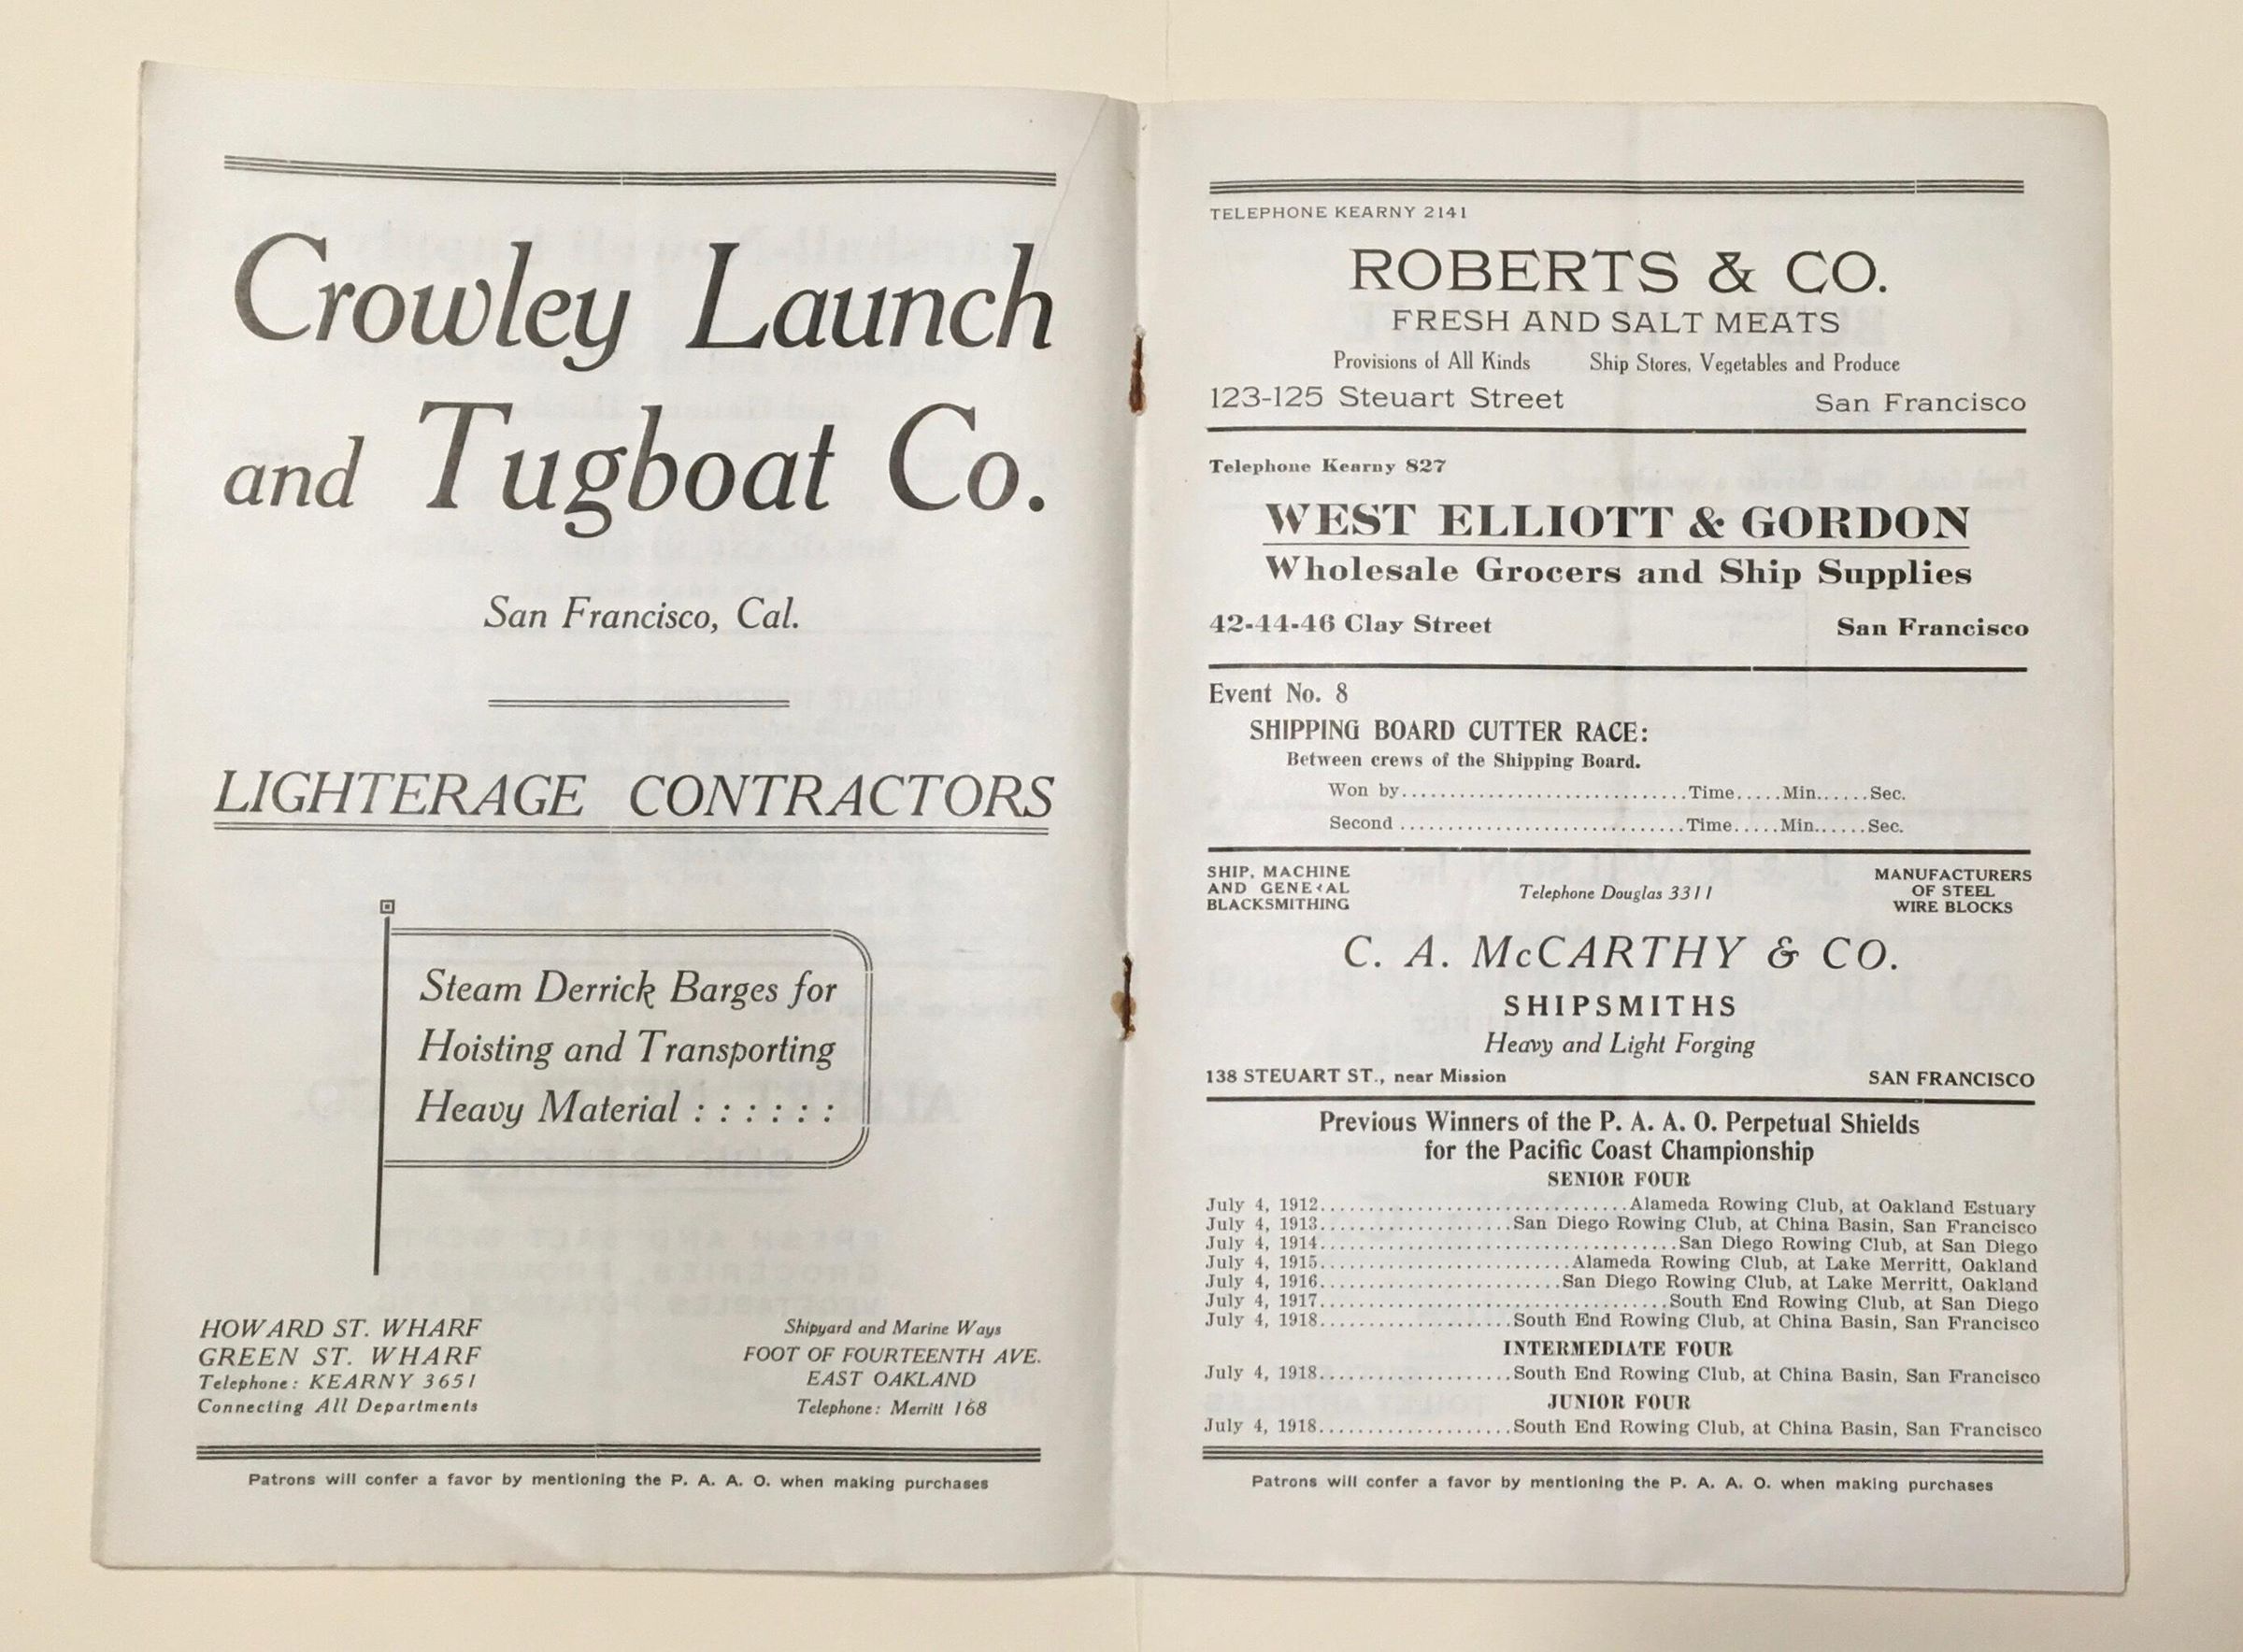 Crowley Launch
and Tugboat Co.
San Francisco, Cal.
LIGHTERAGE CONTRACTORS
Steam Derrick Barges for
Hoisting and Transporting
Heavy Material : : : : : :
HOWARD ST. WHARF
GREEN ST. WHARF
Telephone: KEARNY 3651
Connecting All Departments
Shipyard and Marine Ways
FOOT OF FOURTEENTH AVE.
EAST OAKLAND
Telephone: Merritt 168
Patrons will confer a favor by mentioning the P. A. A. O. when making purchases
TELEPHONE KEARNY 2141
ROBERTS & CO.
FRESH AND SALT MEATS
Provisions of All Kinds Ship Stores, Vegetables and Produce
123-125 Steuart Street San Francisco
Telephone Kearny 827
WEST ELLIOTT & GORDON
Wholesale Grocers and Ship Supplies
42-44-46 Clay Street San Francisco
Event No. 8
SHIPPING BOARD CUTTER RACE:
Between crews of the Shipping Board.
Won by..............................Time.....Min......Sec.
Second ..............................Time.....Min......Sec.
SHIP, MACHINE
AND GENERAL
BLACKSMITHING
Telephone Douglas 3311
MANUFACTURERS
OF STEEL
WIRE BLOCKS
C. A. McCARTHY & CO.
SHIPSMITHS
Heavy and Light Forging
138 STEUART ST., near Mission SAN FRANCISCO
Previous Winners of the P. A. A. O. Perpetual Shields
for the Pacific Coast Championship
SENIOR FOUR
July 4, 1912................................Alameda Rowing Club, at Oakland Estuary
July 4, 1913....................San Diego Rowing Club, at China Basin, San Francisco
July 4, 1914.....................................San Diego Rowing Club, at San Diego
July 4, 1915..........................Alameda Rowing Club, at Lake Merritt, Oakland
July 4, 1916.........................San Diego Rowing Club, at Lake Merritt, Oakland
July 4, 1917....................................South End Rowing Club, at San Diego
July 4, 1918....................South End Rowing Club, at China Basin, San Francisco
INTERMEDIATE FOUR
July 4, 1918....................South End Rowing Club, at China Basin, San Francisco
JUNIOR FOUR
July 4, 1918....................South End Rowing Club, at China Basin, San Francisco
Patrons will confer a favor by mentioning the P. A. A. O. when making purchases